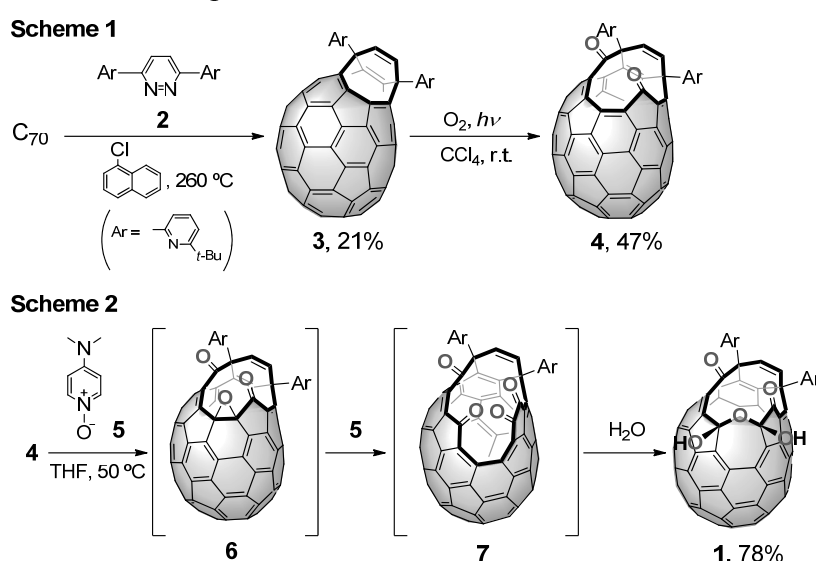 Scheme 1
Ar Ar
N=N
2
C70
Cl
, 260 ºC
(Ar = N t-Bu)
Ar
Ar
3, 21%
O2, hν
CCl4, r.t.
Ar
O
O
Ar
4, 47%
Scheme 2
N
N+
O−
5
4
THF, 50 ºC
Ar
O
O
Ar
O
6
5
Ar
O
Ar
O
O
O
7
H2O
Ar
O
Ar
O
O
HO
OH
1, 78%